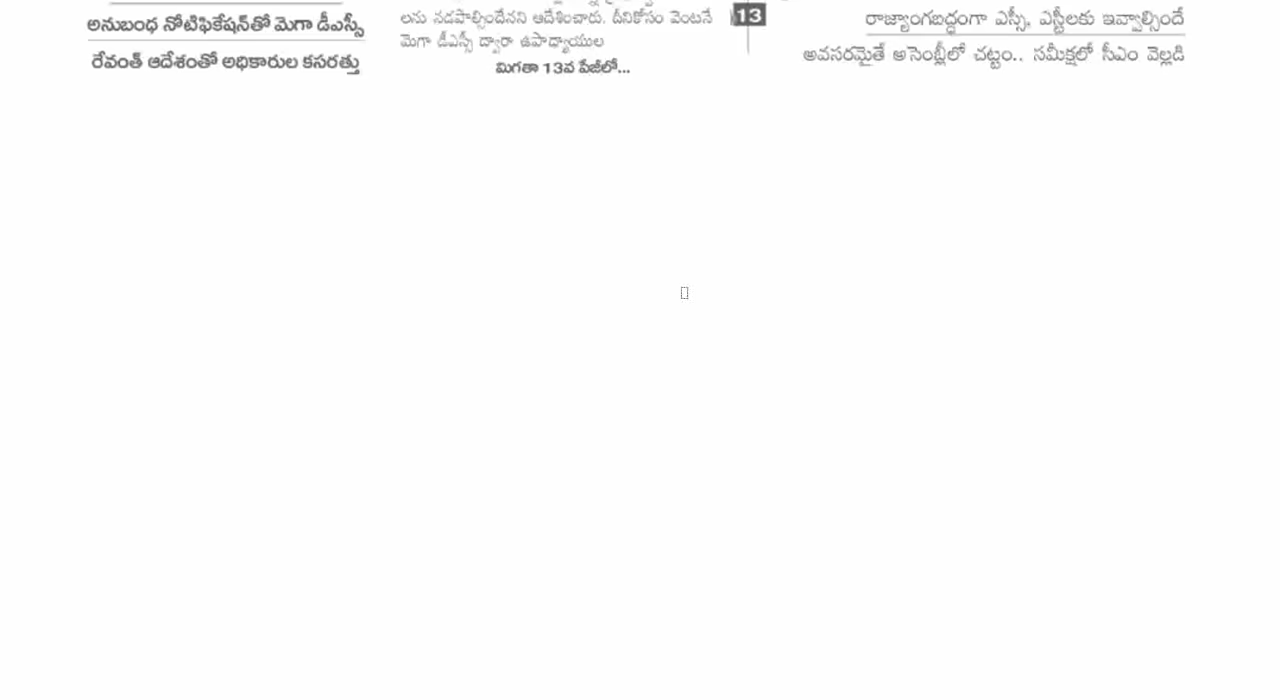 అనుబంధ నోటిఫికేషన్‌తో మెగా డీఎస్సీ
రేవంత్ ఆదేశంతో అధికారుల కసరత్తు
లను నడపాల్సిందేనని ఆదేశించారు. దీనికోసం వెంటనే
మెగా డీఎస్సీ ద్వారా ఉపాధ్యాయుల
మిగతా 13వ పేజీలో...
13
రాజ్యాంగబద్ధంగా ఎస్సీ, ఎస్టీలకు ఇవ్వాల్సిందే
అవసరమైతే అసెంబ్లీలో చట్టం.. సమీక్షలో సీఎం వెల్లడి